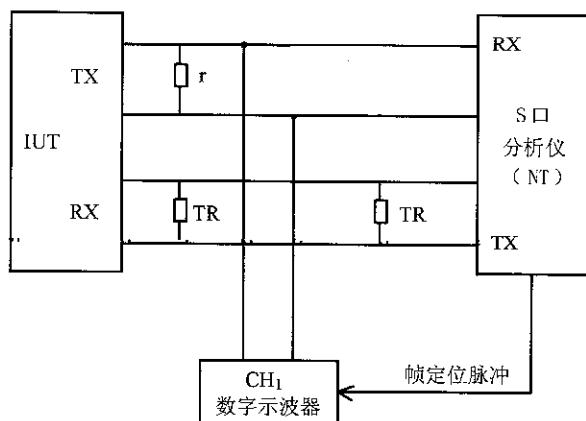 TX
r
IUT
RX
TR
TR
RX
S口
分析仪
(NT)
TX
帧定位脉冲
CH1
数字示波器